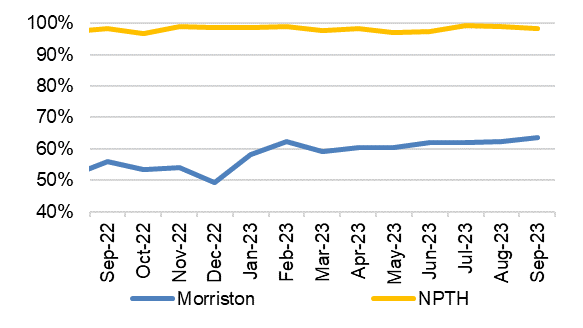 100%
90%
80%
70%
60%
50%
40%
Sep-22
Oct-22
Nov-22
Dec-22
Jan-23
Feb-23
Mar-23
Apr-23
May-23
Jun-23
Jul-23
Aug-23
Sep-23
Morriston NPTH